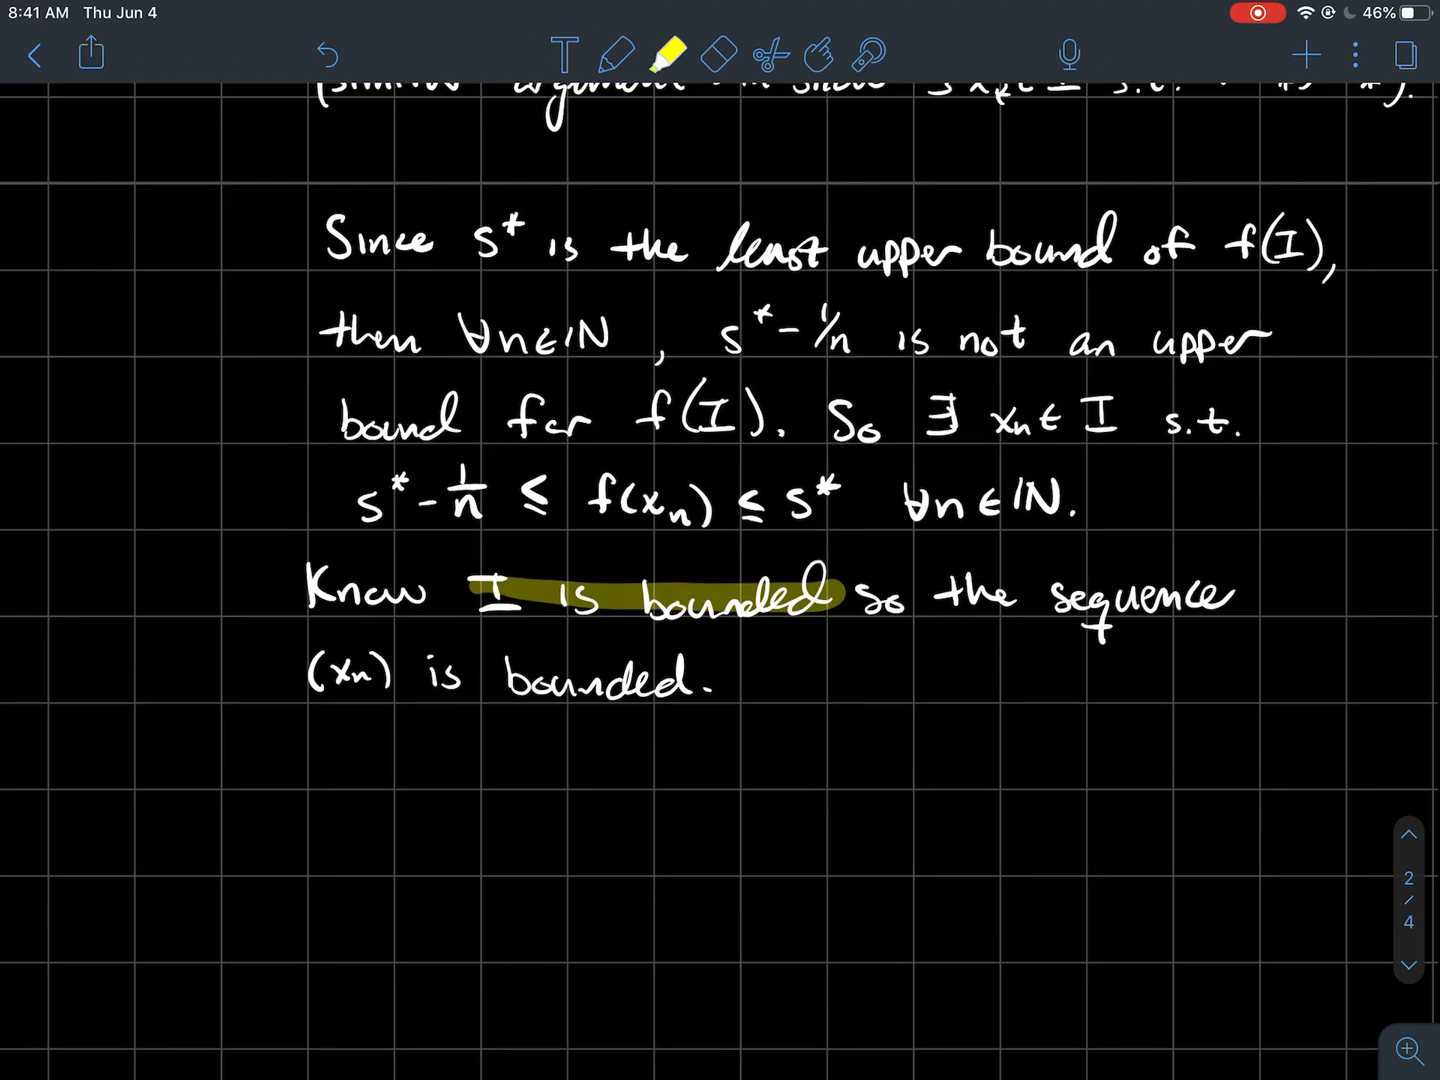 8:41 AM Thu Jun 4
46%
argument
Since s* is the least upper bound of f(I),
then ∀n∈ℕ, s* - 1/n is not an upper
bound for f(I). So ∃ xₙ ∈ I s.t.
s* - 1/n ≤ f(xₙ) ≤ s* ∀n∈ℕ.
Know I is bounded so the sequence
(xₙ) is bounded.
2
/
4